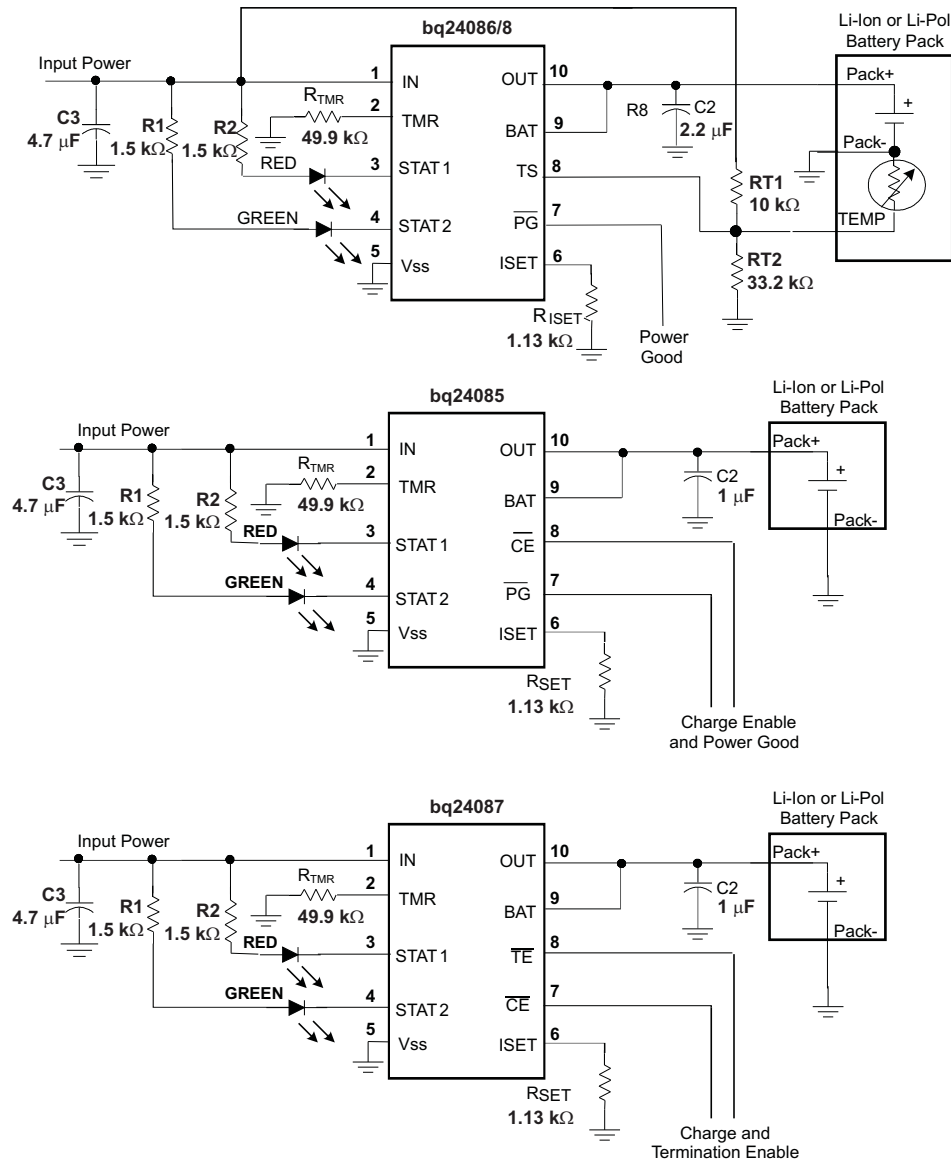 bq24086/8
Li-Ion or Li-Pol
Battery Pack
Input Power
1 IN
OUT 10
Pack+
+
C3
4.7 μF
R1
1.5 kΩ
R2
1.5 kΩ
RTMR
49.9 kΩ
2 TMR
BAT 9
R8
C2
2.2 μF
Pack-
RED
3 STAT1
TS 8
RT1
10 kΩ
TEMP
GREEN
4 STAT2
PG 7
5 Vss
ISET 6
RT2
33.2 kΩ
RISET
1.13 kΩ
Power
Good
bq24085
Li-Ion or Li-Pol
Battery Pack
Input Power
1 IN
OUT 10
Pack+
+
C3
4.7 μF
R1
1.5 kΩ
R2
1.5 kΩ
RTMR
49.9 kΩ
2 TMR
BAT 9
C2
1 μF
Pack-
RED
3 STAT1
CE 8
GREEN
4 STAT2
PG 7
5 Vss
ISET 6
RSET
1.13 kΩ
Charge Enable
and Power Good
bq24087
Li-Ion or Li-Pol
Battery Pack
Input Power
1 IN
OUT 10
Pack+
+
C3
4.7 μF
R1
1.5 kΩ
R2
1.5 kΩ
RTMR
49.9 kΩ
2 TMR
BAT 9
C2
1 μF
Pack-
RED
3 STAT1
TE 8
GREEN
4 STAT2
CE 7
5 Vss
ISET 6
RSET
1.13 kΩ
Charge and
Termination Enable